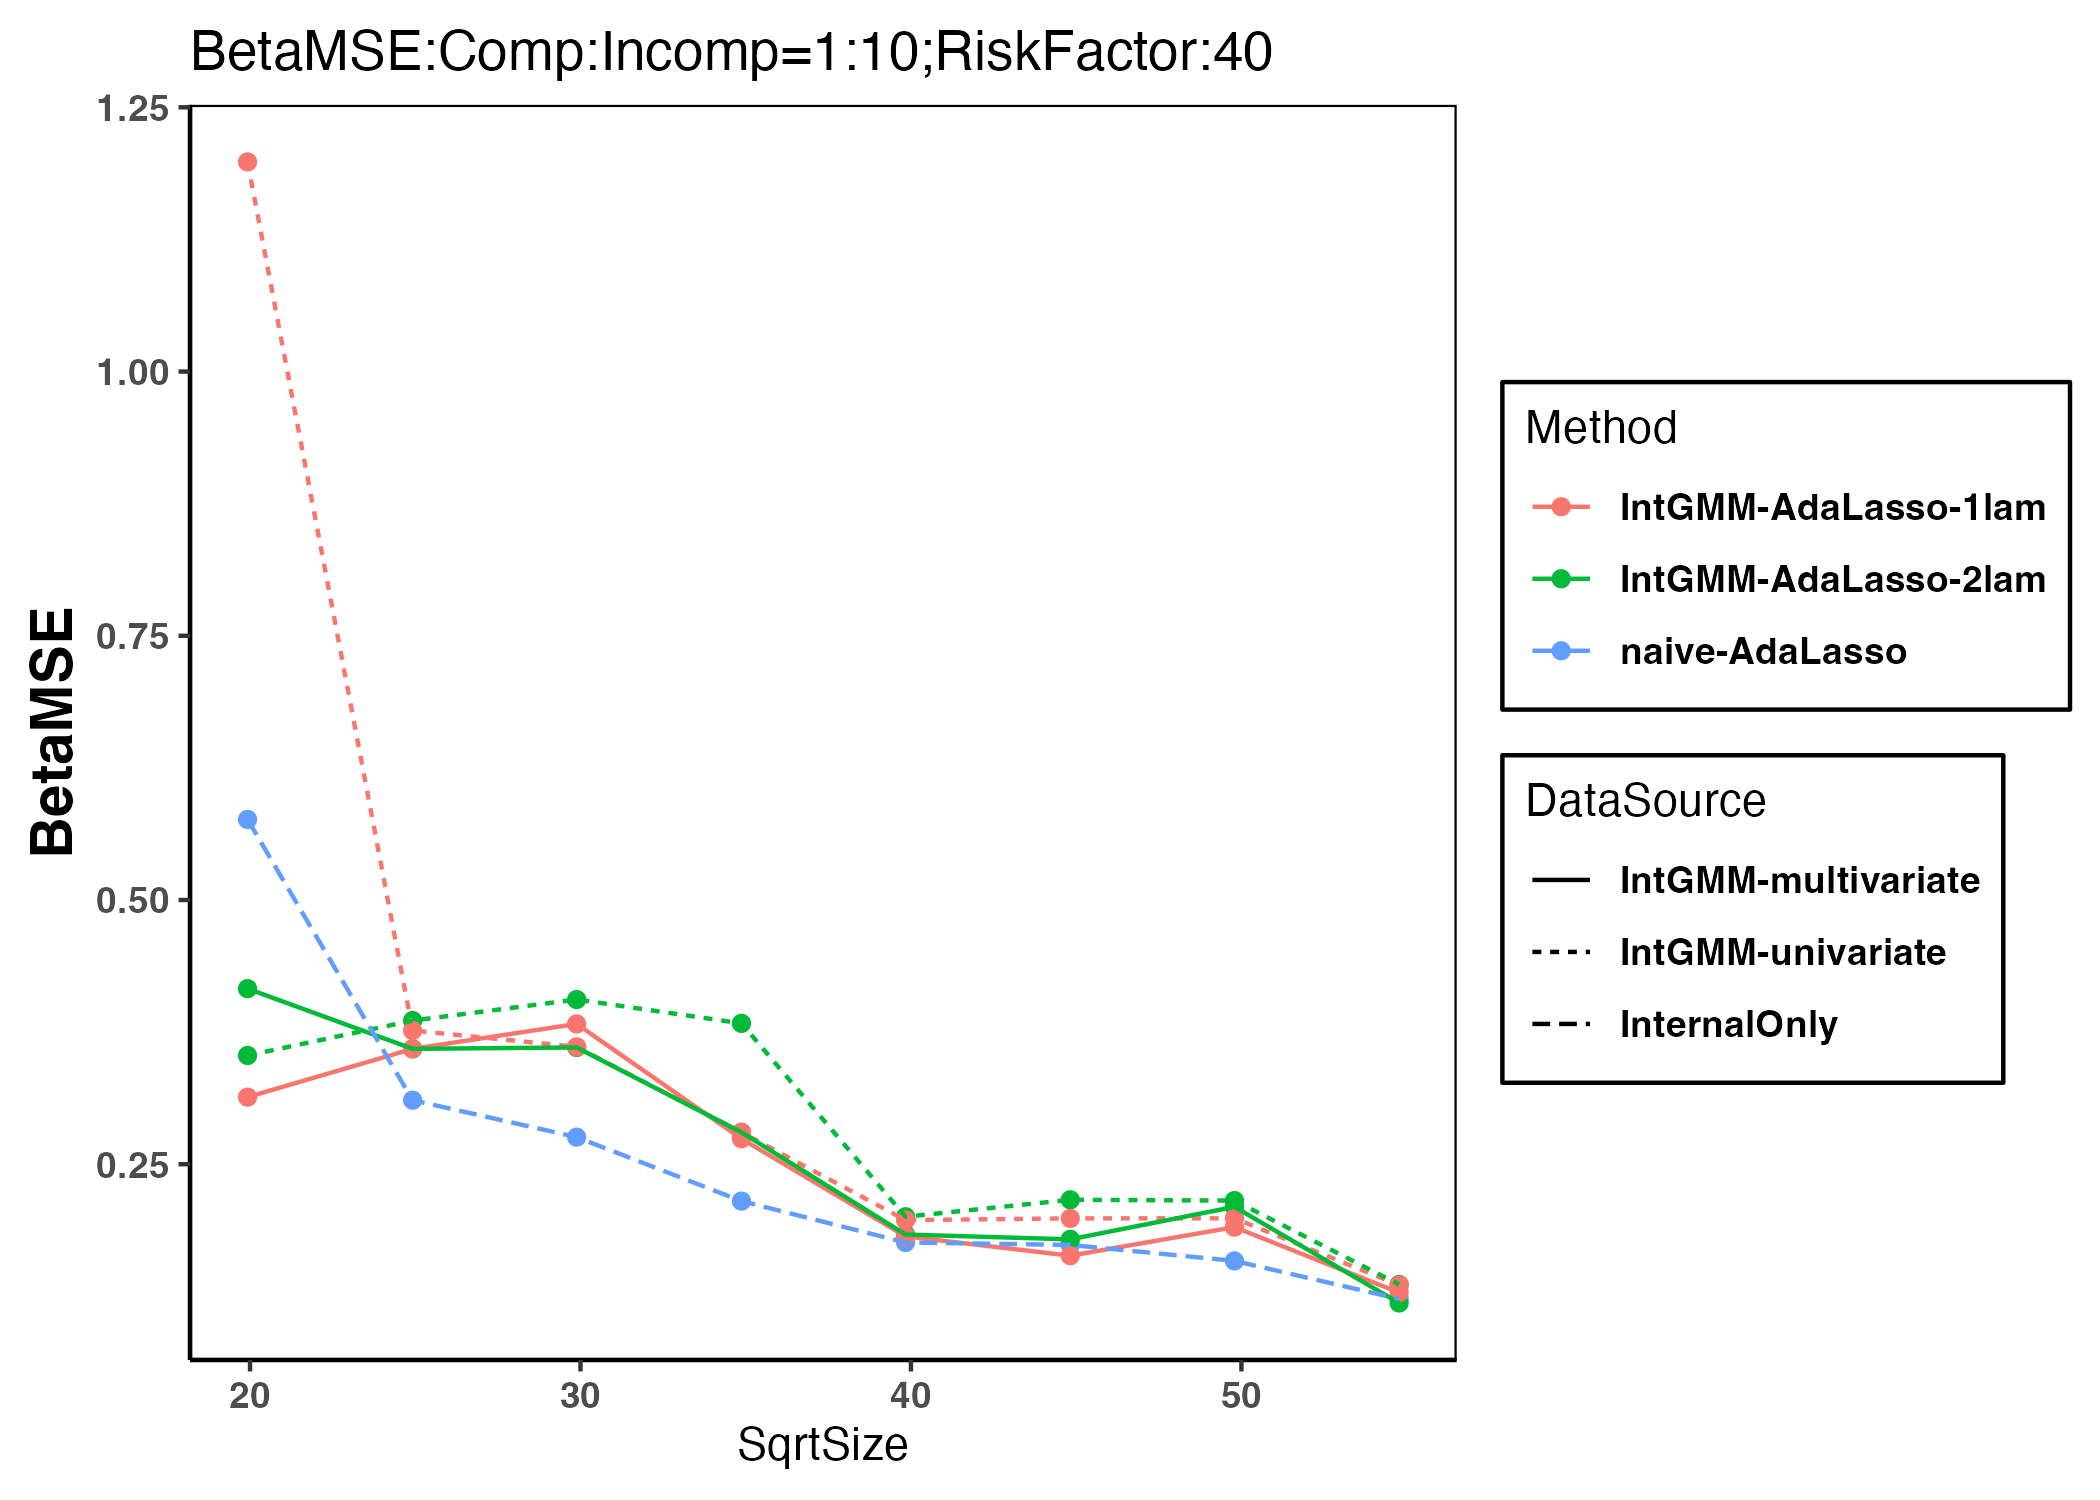 BetaMSE:Comp:Incomp=1:10;RiskFactor:40
BetaMSE
1.25
1.00
0.75
0.50
0.25
20
30
40
50
SqrtSize
Method
IntGMM-AdaLasso-1lam
IntGMM-AdaLasso-2lam
naive-AdaLasso
DataSource
IntGMM-multivariate
IntGMM-univariate
InternalOnly